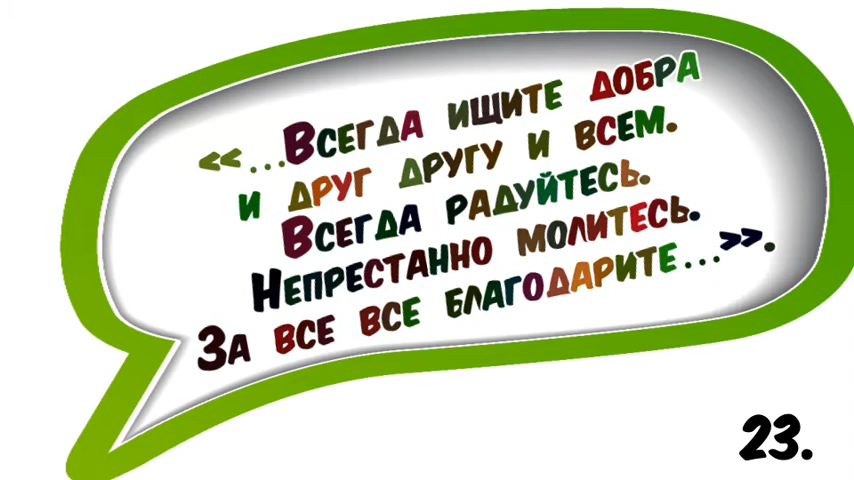 «...Всегда ищите добра
и друг другу и всем.
Всегда радуйтесь.
Непрестанно молитесь.
За все все благодарите...».
23.